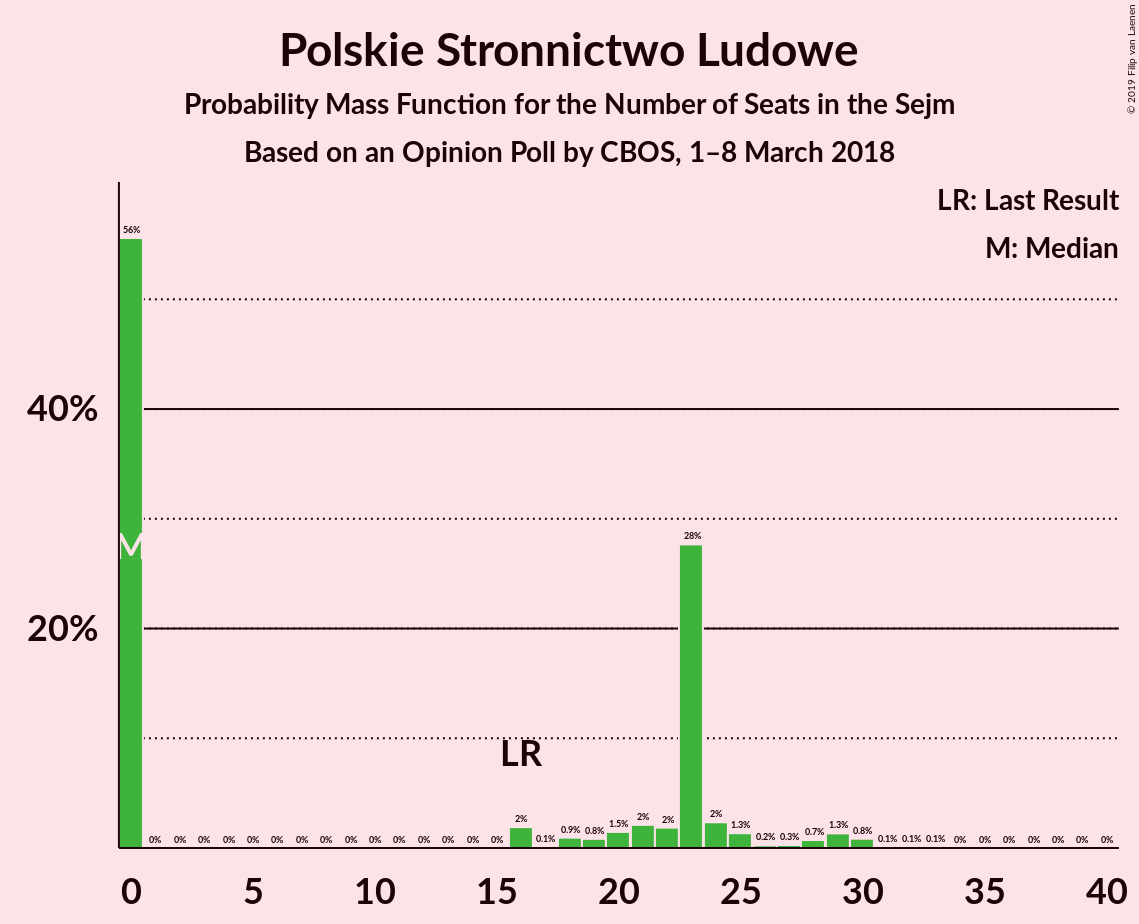 Polskie Stronnictwo Ludowe
Probability Mass Function for the Number of Seats in the Sejm
Based on an Opinion Poll by CBOS, 1–8 March 2018
© 2019 Filip van Laenen
LR: Last Result
M: Median
56%
40%
M
28%
20%
LR
0% 0% 0% 0% 0% 0% 0% 0% 0% 0% 0% 0% 0% 0% 0% 2% 0.1% 0.9% 0.8% 1.5% 2% 2% 2% 1.3% 0.2% 0.3% 0.7% 1.3% 0.8% 0.1% 0.1% 0.1% 0% 0% 0% 0% 0% 0% 0%
0 5 10 15 20 25 30 35 40